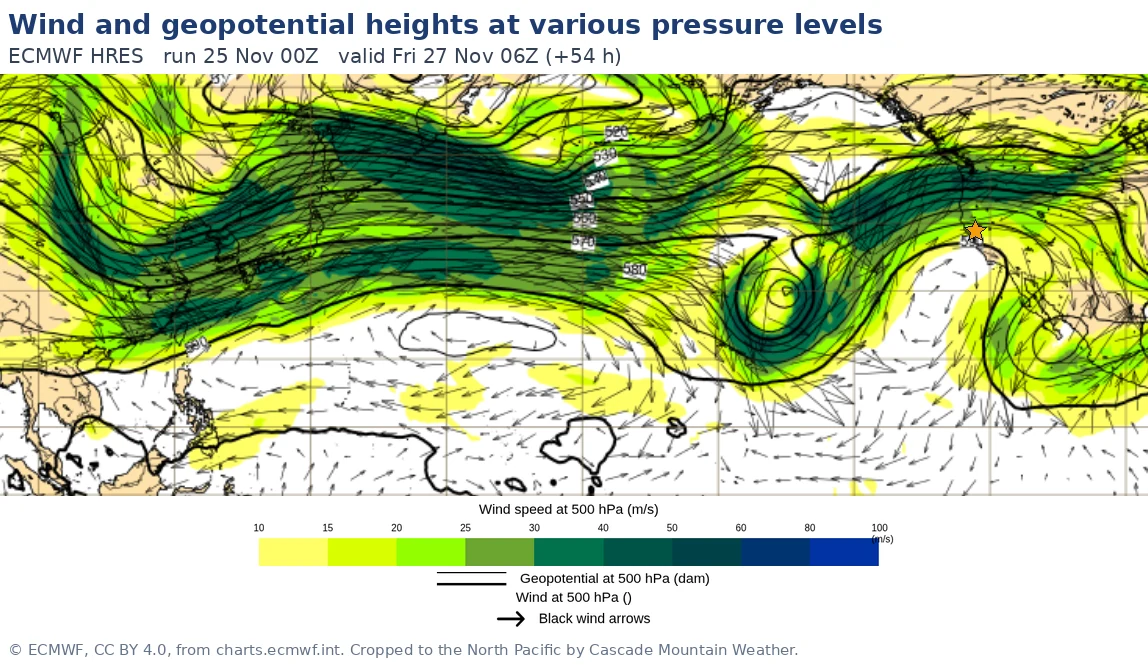 Wind and geopotential heights at various pressure levels
ECMWF HRES run 25 Nov 00Z valid Fri 27 Nov 06Z (+54 h)
520
530
540
560
570
580
590
Wind speed at 500 hPa (m/s)
10 15 20 25 30 40 50 60 80 100
(m/s)
Geopotential at 500 hPa (dam)
Wind at 500 hPa ()
Black wind arrows
© ECMWF, CC BY 4.0, from charts.ecmwf.int. Cropped to the North Pacific by Cascade Mountain Weather.